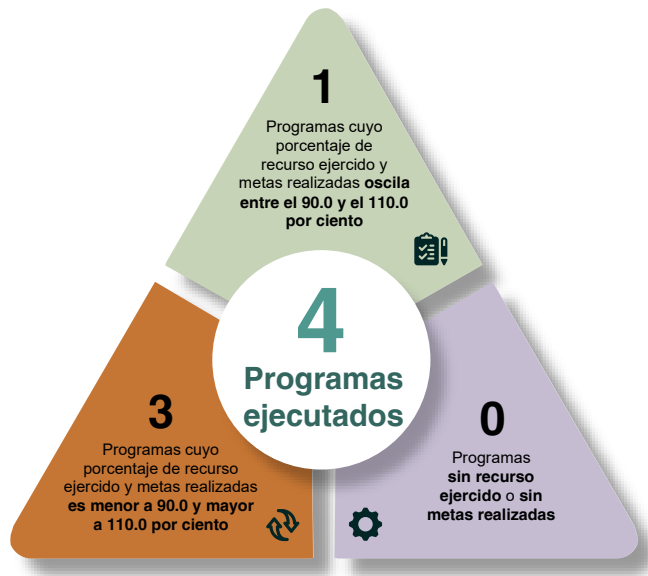 1
Programas cuyo
porcentaje de
recurso ejercido y
metas realizadas oscila
entre el 90.0 y el 110.0
por ciento
4
Programas
ejecutados
3
Programas cuyo
porcentaje de recurso
ejercido y metas realizadas
es menor a 90.0 y mayor
a 110.0 por ciento
0
Programas
sin recurso
ejercido o sin
metas realizadas